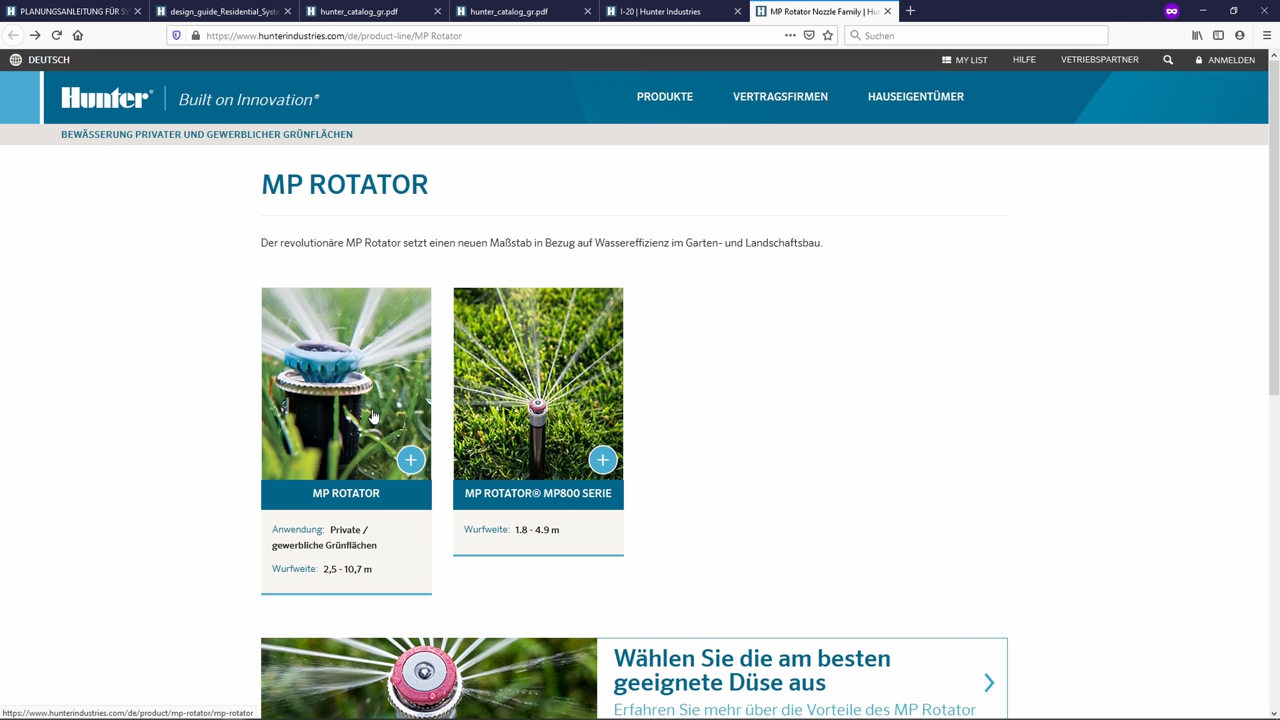 PLANUNGSANLEITUNG FÜR S
design_guide_Residential_Syst
hunter_catalog_gr.pdf
hunter_catalog_gr.pdf
I-20 | Hunter Industries
MP Rotator Nozzle Family | Hu
https://www.hunterindustries.com/de/product-line/MP Rotator
Suchen
DEUTSCH
MY LIST
HILFE
VETRIEBSPARTNER
ANMELDEN
Hunter®
Built on Innovation®
PRODUKTE
VERTRAGSFIRMEN
HAUSEIGENTÜMER
BEWÄSSERUNG PRIVATER UND GEWERBLICHER GRÜNFLÄCHEN
MP ROTATOR
Der revolutionäre MP Rotator setzt einen neuen Maßstab in Bezug auf Wassereffizienz im Garten- und Landschaftsbau.
MP ROTATOR
Anwendung: Private /
gewerbliche Grünflächen
Wurfweite: 2,5 - 10,7 m
MP ROTATOR® MP800 SERIE
Wurfweite: 1.8 - 4.9 m
Wählen Sie die am besten
geeignete Düse aus
Erfahren Sie mehr über die Vorteile des MP Rotator
https://www.hunterindustries.com/de/product/mp-rotator/mp-rotator